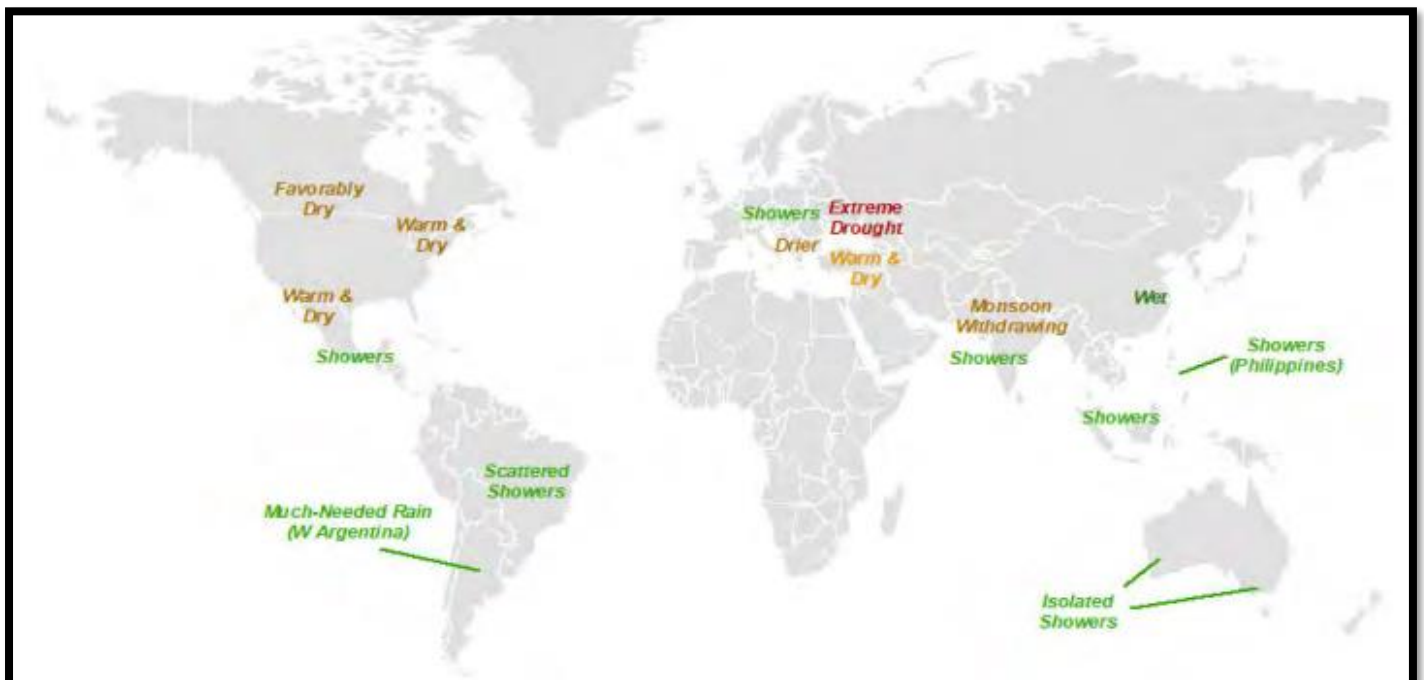 Favorably
Dry
Warm &
Dry
Warm &
Dry
Showers
Showers
Extreme
Drought
Drier
Warm &
Dry
Monsoon
Withdrawing
Showers
Wet
Showers
(Philippines)
Showers
Scattered
Showers
Much-Needed Rain
(W Argentina)
Isolated
Showers